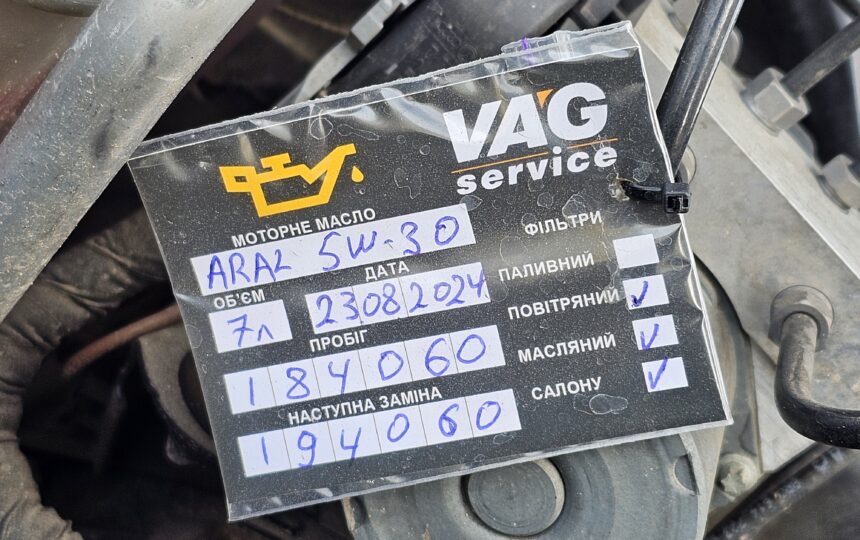 VAG
service
МОТОРНЕ МАСЛО
ARAL 5W-30
ОБ'ЄМ
7л
ДАТА
23082024
ПРОБІГ
184060
НАСТУПНА ЗАМІНА
194060
ФІЛЬТРИ
ПАЛИВНИЙ
ПОВІТРЯНИЙ ✓
МАСЛЯНИЙ ✓
САЛОНУ ✓